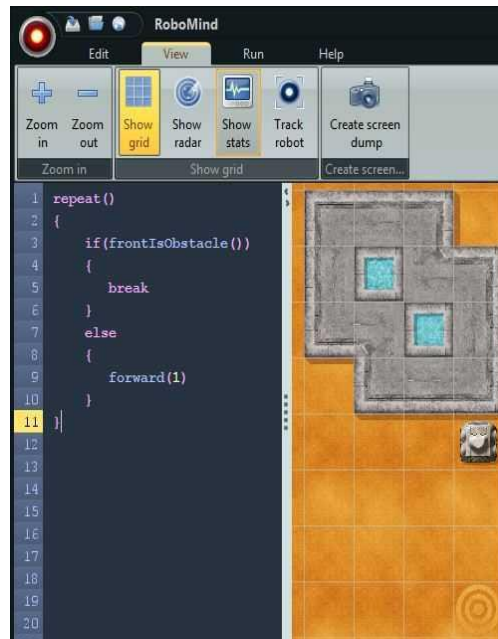 RoboMind
Edit View Run Help
Zoom in Zoom out Show grid Show radar Show stats Track robot Create screen dump
Zoom in Show grid Create screen...
1 repeat()
2 {
3 if(frontIsObstacle())
4 {
5 break
6 }
7 else
8 {
9 forward(1)
10 }
11 }
12
13
14
15
16
17
18
19
20